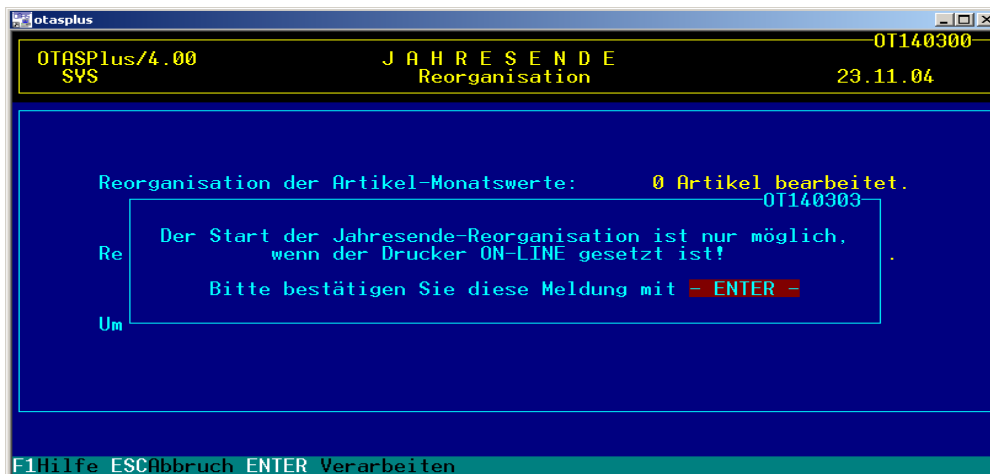 otasplus
OT140300
OTASPlus/4.00 J A H R E S E N D E
SYS Reorganisation 23.11.04
Reorganisation der Artikel-Monatswerte: 0 Artikel bearbeitet.
OT140303
Der Start der Jahresende-Reorganisation ist nur möglich,
Re wenn der Drucker ON-LINE gesetzt ist! .
Bitte bestätigen Sie diese Meldung mit - ENTER -
Um
F1Hilfe ESCAbbruch ENTER Verarbeiten